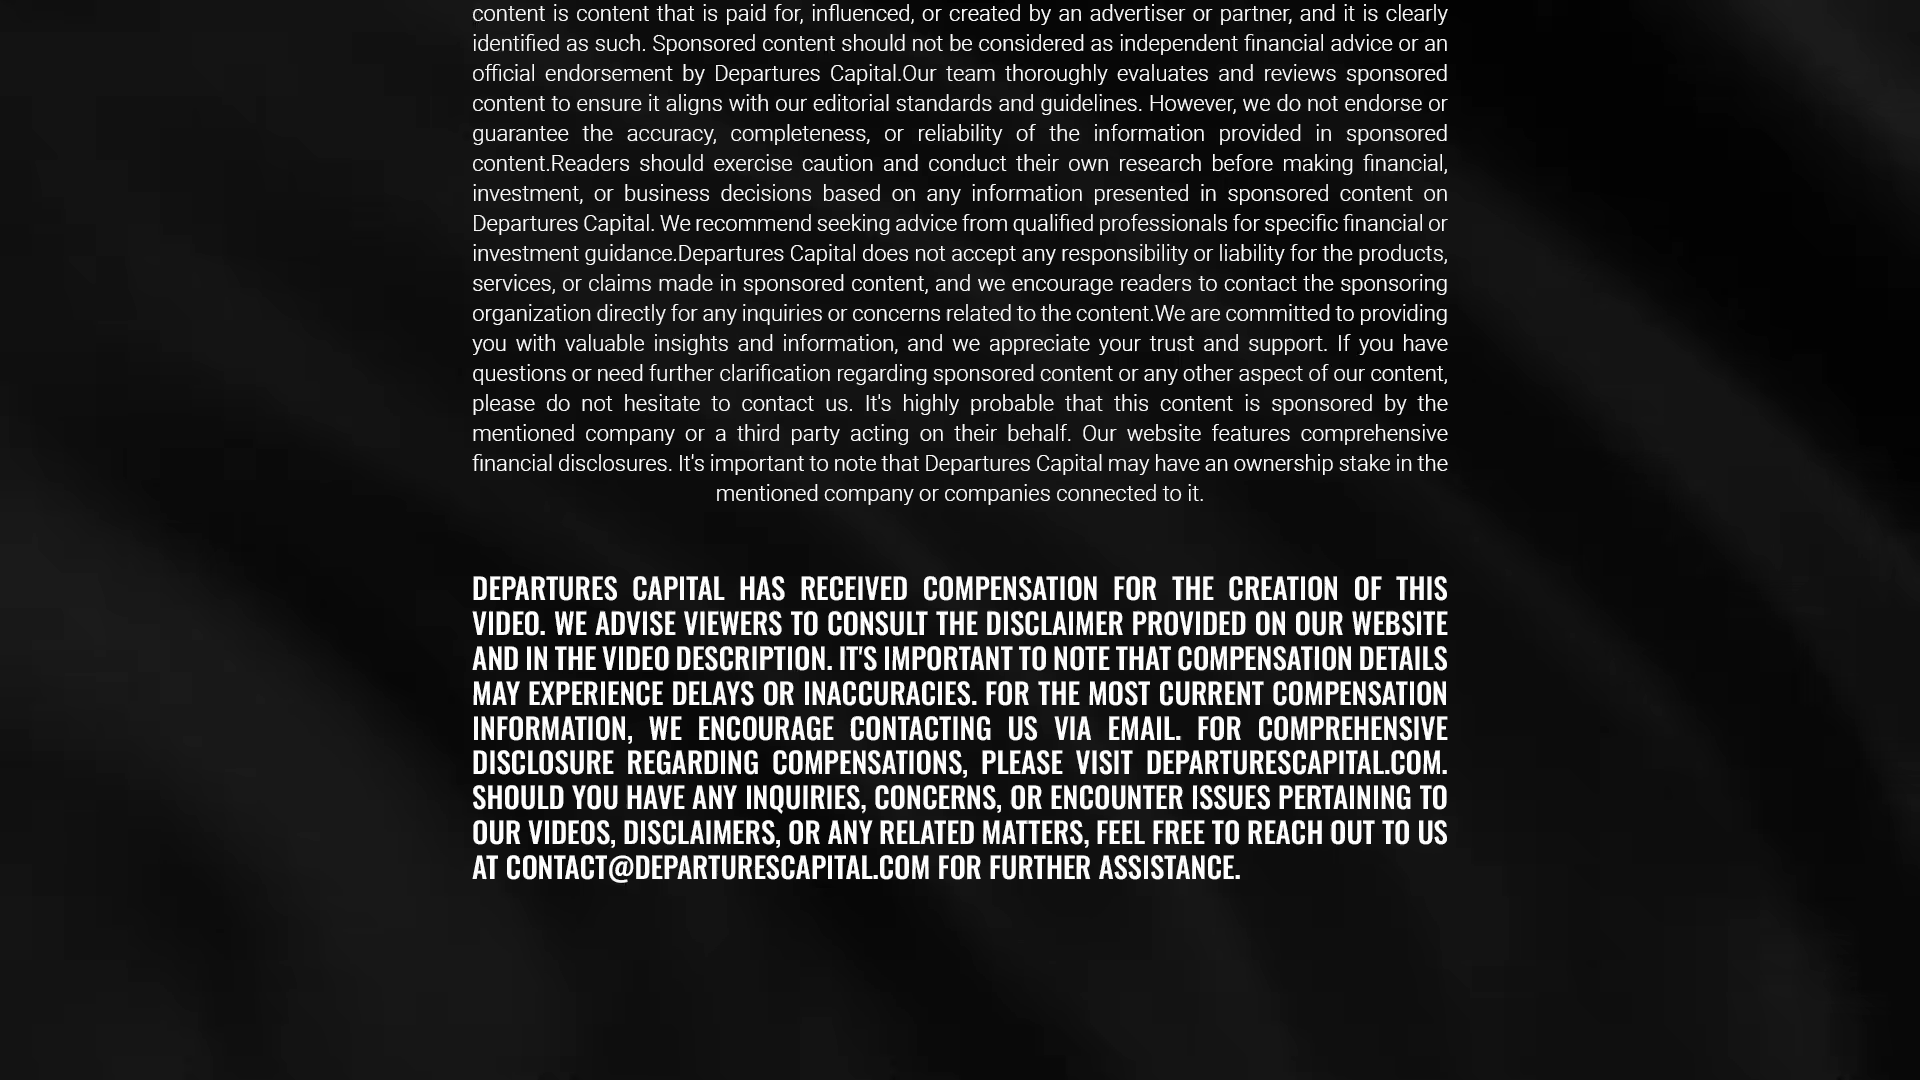 content is content that is paid for, influenced, or created by an advertiser or partner, and it is clearly
identified as such. Sponsored content should not be considered as independent financial advice or an
official endorsement by Departures Capital.Our team thoroughly evaluates and reviews sponsored
content to ensure it aligns with our editorial standards and guidelines. However, we do not endorse or
guarantee the accuracy, completeness, or reliability of the information provided in sponsored
content.Readers should exercise caution and conduct their own research before making financial,
investment, or business decisions based on any information presented in sponsored content on
Departures Capital. We recommend seeking advice from qualified professionals for specific financial or
investment guidance.Departures Capital does not accept any responsibility or liability for the products,
services, or claims made in sponsored content, and we encourage readers to contact the sponsoring
organization directly for any inquiries or concerns related to the content.We are committed to providing
you with valuable insights and information, and we appreciate your trust and support. If you have
questions or need further clarification regarding sponsored content or any other aspect of our content,
please do not hesitate to contact us. It's highly probable that this content is sponsored by the
mentioned company or a third party acting on their behalf. Our website features comprehensive
financial disclosures. It's important to note that Departures Capital may have an ownership stake in the
mentioned company or companies connected to it.
DEPARTURES CAPITAL HAS RECEIVED COMPENSATION FOR THE CREATION OF THIS
VIDEO. WE ADVISE VIEWERS TO CONSULT THE DISCLAIMER PROVIDED ON OUR WEBSITE
AND IN THE VIDEO DESCRIPTION. IT'S IMPORTANT TO NOTE THAT COMPENSATION DETAILS
MAY EXPERIENCE DELAYS OR INACCURACIES. FOR THE MOST CURRENT COMPENSATION
INFORMATION, WE ENCOURAGE CONTACTING US VIA EMAIL. FOR COMPREHENSIVE
DISCLOSURE REGARDING COMPENSATIONS, PLEASE VISIT DEPARTURESCAPITAL.COM.
SHOULD YOU HAVE ANY INQUIRIES, CONCERNS, OR ENCOUNTER ISSUES PERTAINING TO
OUR VIDEOS, DISCLAIMERS, OR ANY RELATED MATTERS, FEEL FREE TO REACH OUT TO US
AT CONTACT@DEPARTURESCAPITAL.COM FOR FURTHER ASSISTANCE.